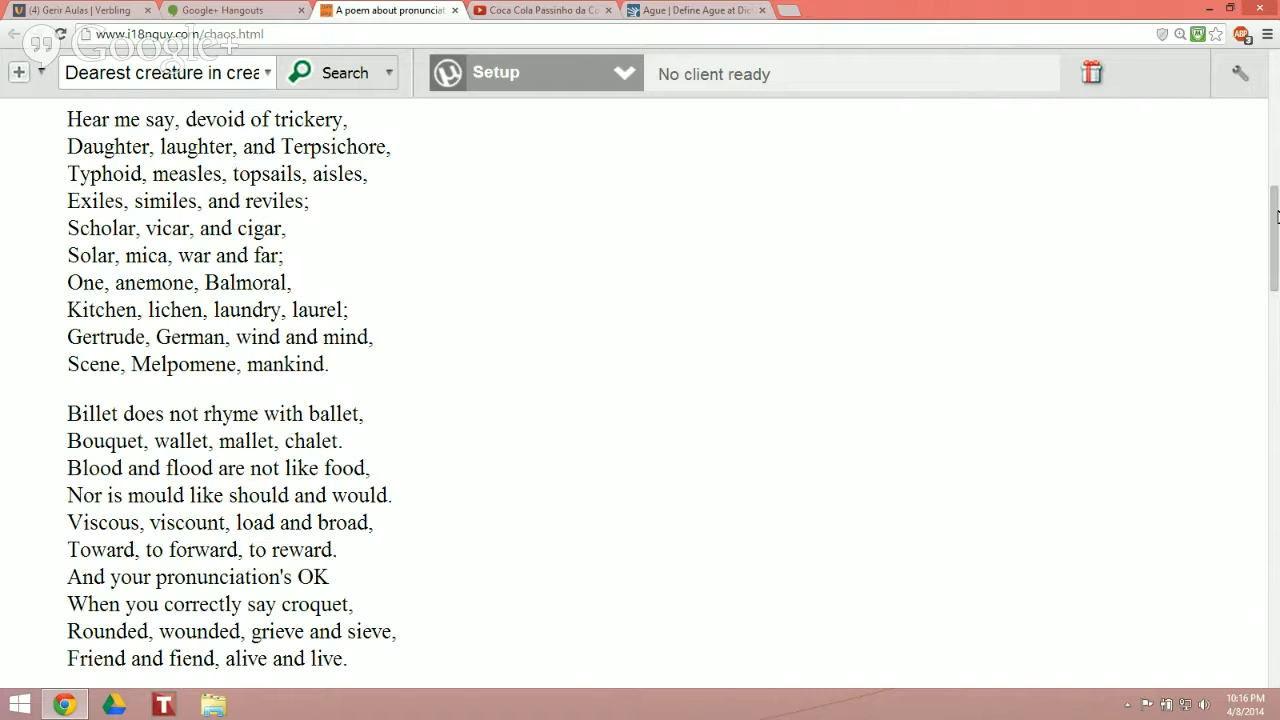 (4) Gerir Aulas | Verbling
Google+ Hangouts
A poem about pronunciat
Coca Cola Passinho da Co
Ague | Define Ague at Dic
www.i18nguy.com/chaos.html
Google+
ABP
3
Dearest creature in crea
Search
Setup
No client ready
Hear me say, devoid of trickery,
Daughter, laughter, and Terpsichore,
Typhoid, measles, topsails, aisles,
Exiles, similes, and reviles;
Scholar, vicar, and cigar,
Solar, mica, war and far;
One, anemone, Balmoral,
Kitchen, lichen, laundry, laurel;
Gertrude, German, wind and mind,
Scene, Melpomene, mankind.
Billet does not rhyme with ballet,
Bouquet, wallet, mallet, chalet.
Blood and flood are not like food,
Nor is mould like should and would.
Viscous, viscount, load and broad,
Toward, to forward, to reward.
And your pronunciation's OK
When you correctly say croquet,
Rounded, wounded, grieve and sieve,
Friend and fiend, alive and live.
T
10:16 PM
4/8/2014